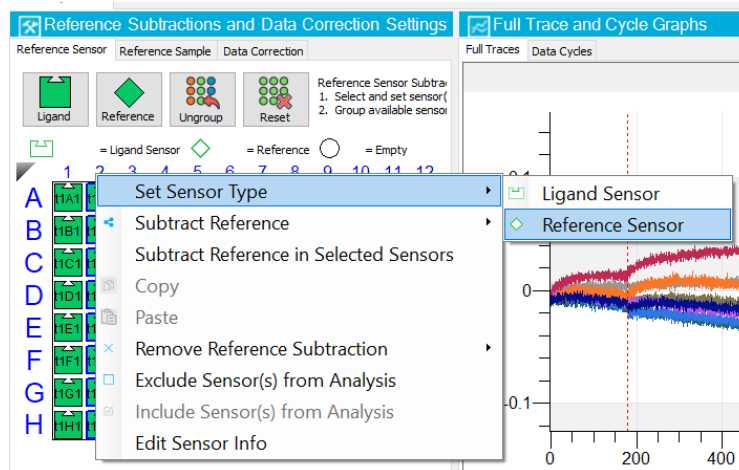 Reference Subtractions and Data Correction Settings
Full Trace and Cycle Graphs
Reference Sensor Reference Sample Data Correction
Full Traces Data Cycles
Ligand
Reference
Ungroup
Reset
Reference Sensor Subtra
1. Select and set sensor(
2. Group available senso
= Ligand Sensor = Reference = Empty
1 2 3 4 5 6 7 8 9 10 11 12
A t1A1
B t1B1
C t1C1
D t1D1
E t1E1
F t1F1
G t1G1
H t1H1
Set Sensor Type
Subtract Reference
Subtract Reference in Selected Sensors
Copy
Paste
Remove Reference Subtraction
Exclude Sensor(s) from Analysis
Include Sensor(s) from Analysis
Edit Sensor Info
Ligand Sensor
Reference Sensor
0
-0.1
0 200 400